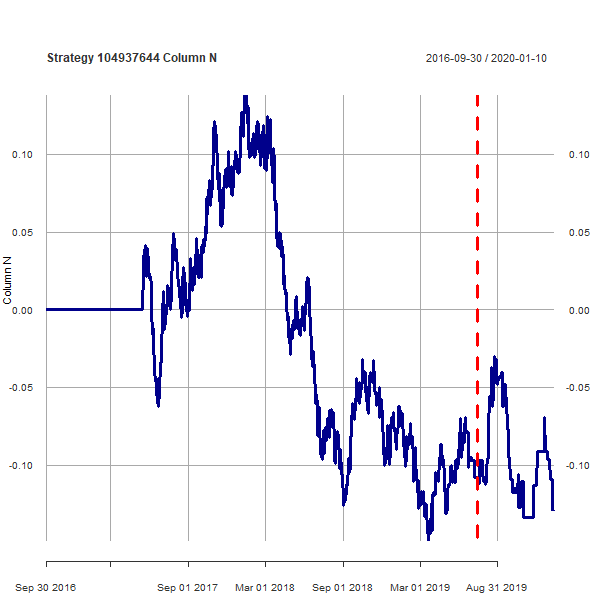 Strategy 104937644 Column N
2016-09-30 / 2020-01-10
0.10
0.10
0.05
0.05
Column N
0.00
0.00
-0.05
-0.05
-0.10
-0.10
Sep 30 2016
Sep 01 2017
Mar 01 2018
Sep 01 2018
Mar 01 2019
Aug 31 2019